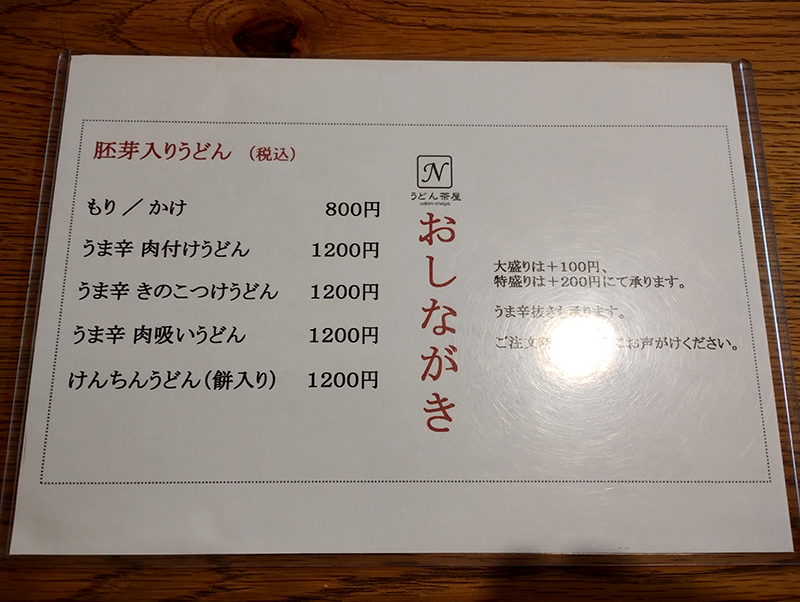 胚芽入りうどん （税込）
もり ／ かけ 800円
うま辛 肉付けうどん 1200円
うま辛 きのこつけうどん 1200円
うま辛 肉吸いうどん 1200円
けんちんうどん（餅入り） 1200円
N
うどん茶屋
udon chaya
おしながき
大盛りは＋100円、
特盛りは＋200円にて承ります。
うま辛抜きも承ります。
ご注文 お声がけください。